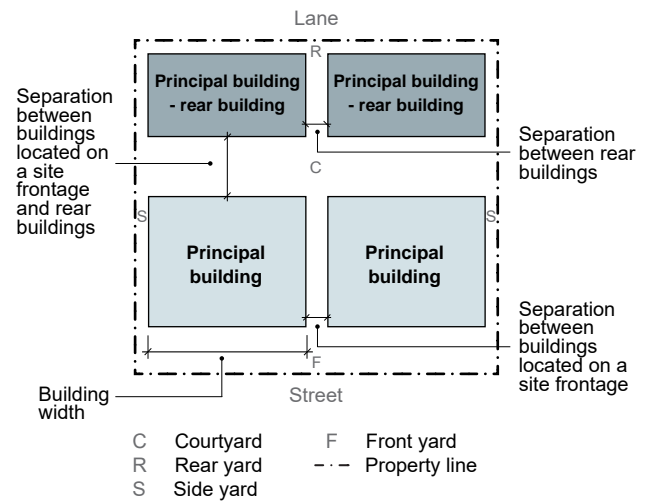 Lane
R
Principal building
- rear building
Principal building
- rear building
Separation
between
buildings
located on
a site
frontage
and rear
buildings
Separation
between rear
buildings
C
S
S
Principal
building
Principal
building
Separation
between
buildings
located on a
site frontage
F
Building
width
Street
C Courtyard
F Front yard
R Rear yard
Property line
S Side yard